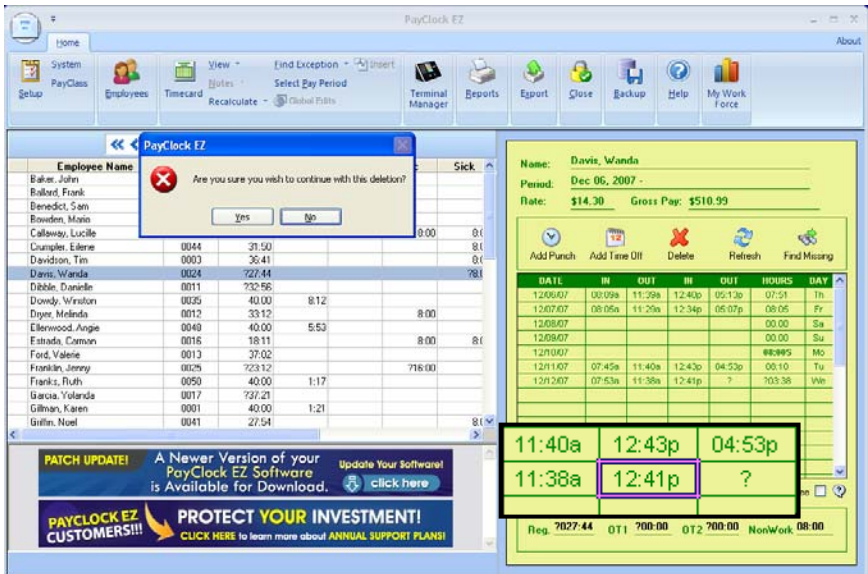 PayClock EZ
Home
About
Setup
System
PayClass
Employees
Timecard
View
Notes
Recalculate
Find Exception
Insert
Select Pay Period
Global Edits
Terminal Manager
Reports
Export
Close
Backup
Help
My Work Force
PayClock EZ
Are you sure you wish to continue with this deletion?
Yes No
Employee Name Sick
Baker, John
Ballard, Frank
Benedict, Sam
Bowden, Mario
Callaway, Lucille 8:00
Crumpler, Eilene 0044 31:50
Davidson, Tim 0003 36:41
Davis, Wanda 0024 ?27:44
Dibble, Danielle 0011 ?32:56
Dowdy, Winston 0035 40:00 8:12
Dryer, Melinda 0012 33:12 8:00
Ellenwood, Angie 0048 40:00 5:53
Estrada, Carman 0016 18:11 8:00
Ford, Valerie 0013 37:02
Franklin, Jenny 0025 ?23:12 ?16:00
Franks, Ruth 0050 40:00 1:17
Garcia, Yolanda 0017 ?37:21
Gillman, Karen 0001 40:00 1:21
Griffin, Noel 0041 27:54
PATCH UPDATE!
A Newer Version of your
PayClock EZ Software
is Available for Download.
Update Your Software!
click here
PAYCLOCK EZ
CUSTOMERS!!!
PROTECT YOUR INVESTMENT!
CLICK HERE to learn more about ANNUAL SUPPORT PLANS!
Name: Davis, Wanda
Period: Dec 06, 2007 -
Rate: $14.30 Gross Pay: $510.99
Add Punch Add Time Off Delete Refresh Find Missing
DATE IN OUT IN OUT HOURS DAY
12/06/07 08:09a 11:39a 12:40p 05:13p 07:51 Th
12/07/07 08:05a 11:29a 12:34p 05:07p 08:05 Fr
12/08/07 00:00 Sa
12/09/07 00:00 Su
12/10/07 08:00S Mo
12/11/07 07:45a 11:40a 12:43p 04:53p 08:10 Tu
12/12/07 07:53a 11:38a 12:41p ? ?03:38 We
11:40a 12:43p 04:53p
11:38a 12:41p ?
Reg. ?027:44 OT1 ?00:00 OT2 ?00:00 NonWork 08:00